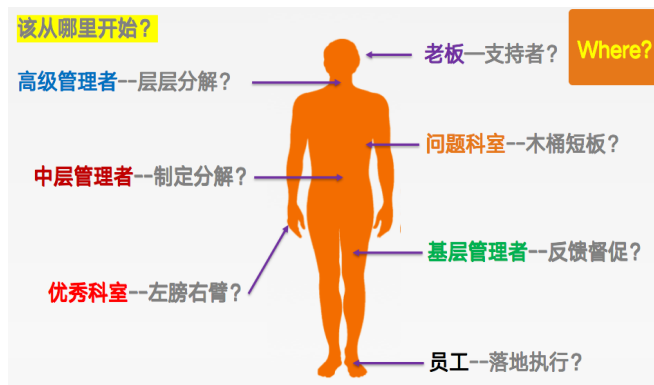 该从哪里开始？
Where?
老板—支持者？
高级管理者--层层分解？
问题科室--木桶短板？
中层管理者--制定分解？
基层管理者--反馈督促？
优秀科室--左膀右臂？
员工--落地执行？